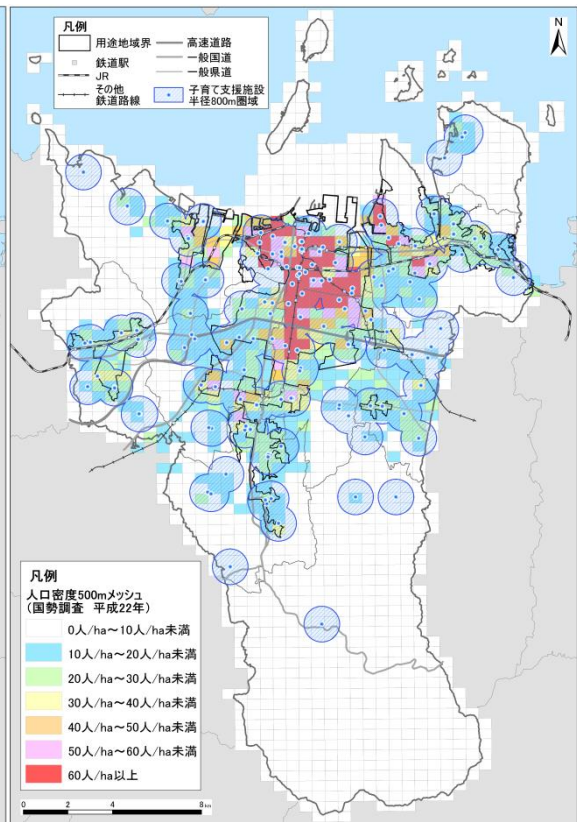 凡例
用途地域界
高速道路
鉄道駅
一般国道
JR
一般県道
その他
鉄道路線
子育て支援施設
半径800m圏域
N
凡例
人口密度500mメッシュ
(国勢調査 平成22年)
0人/ha~10人/ha未満
10人/ha~20人/ha未満
20人/ha~30人/ha未満
30人/ha~40人/ha未満
40人/ha~50人/ha未満
50人/ha~60人/ha未満
60人/ha以上
0 2 4 8 km